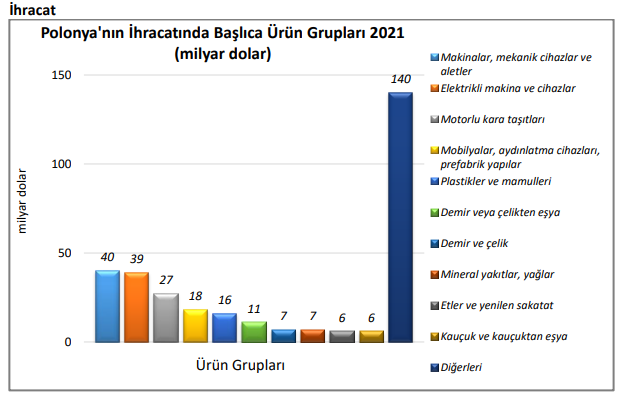 İhracat
Polonya'nın İhracatında Başlıca Ürün Grupları 2021
(milyar dolar)
150
100
50
0
milyar dolar
40
39
27
18
16
11
7
7
6
6
140
Ürün Grupları
Makinalar, mekanik cihazlar ve
aletler
Elektrikli makina ve cihazlar
Motorlu kara taşıtları
Mobilyalar, aydınlatma cihazları,
prefabrik yapılar
Plastikler ve mamulleri
Demir veya çelikten eşya
Demir ve çelik
Mineral yakıtlar, yağlar
Etler ve yenilen sakatat
Kauçuk ve kauçuktan eşya
Diğerleri